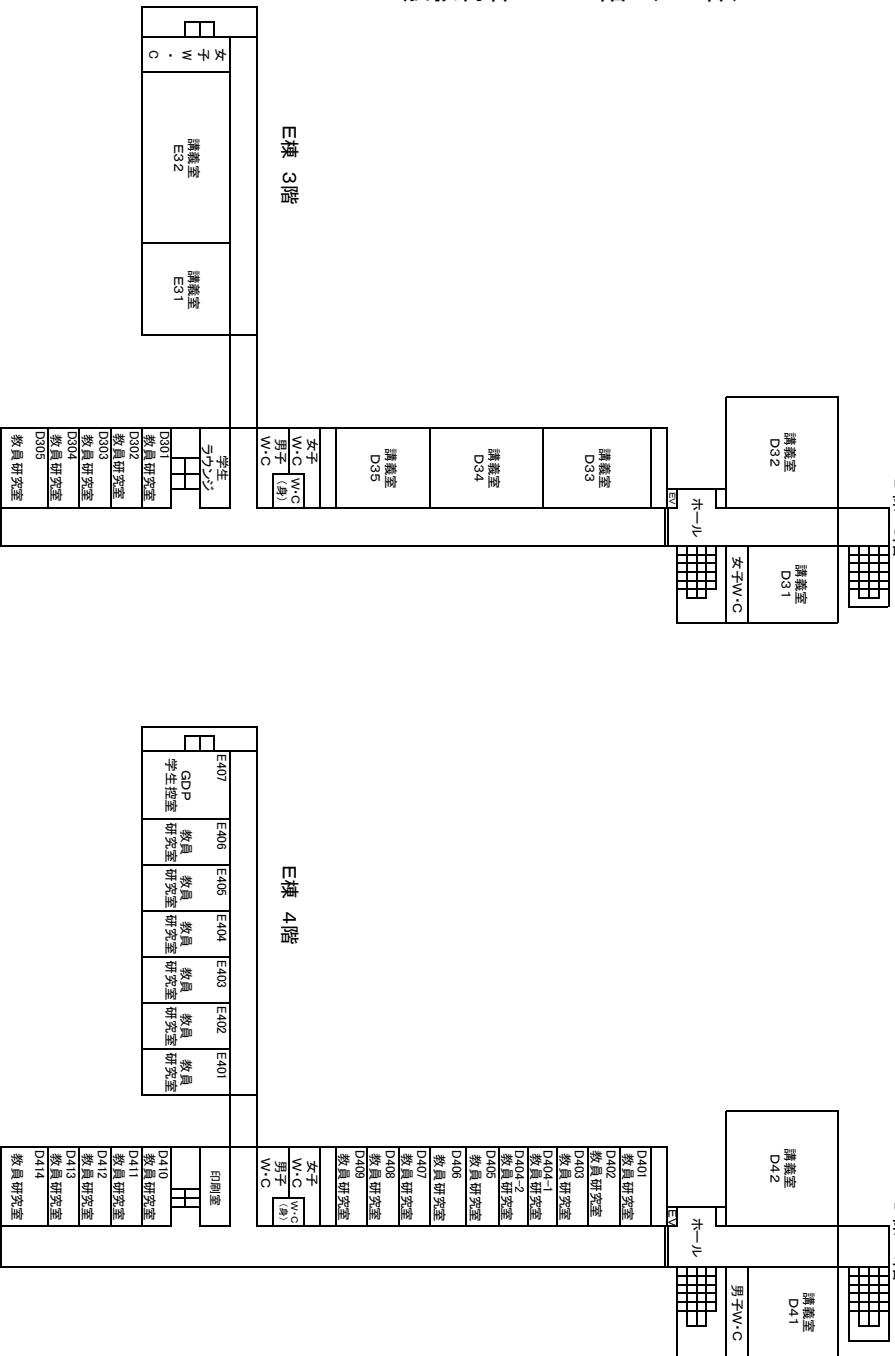 女子W・C
講義室
E32
講義室
E31
E棟 3階
D301
教員研究室
D302
教員研究室
D303
教員研究室
D304
教員研究室
D305
教員研究室
学生
ラウンジ
女子
W・C
男子
W・C
W・C
(身)
講義室
D35
講義室
D34
講義室
D33
EV
ホール
講義室
D32
講義室
D31
女子W・C
E407
GDP
学生控室
E406
教員
研究室
E405
教員
研究室
E404
教員
研究室
E403
教員
研究室
E402
教員
研究室
E401
教員
研究室
E棟 4階
D410
教員研究室
D411
教員研究室
D412
教員研究室
D413
教員研究室
D414
教員研究室
印刷室
女子
W・C
男子
W・C
W・C
(身)
D409
教員研究室
D408
教員研究室
D407
教員研究室
D406
教員研究室
D405
教員研究室
D404-2
教員研究室
D404-1
教員研究室
D403
教員研究室
D402
教員研究室
D401
教員研究室
EV
ホール
講義室
D42
講義室
D41
男子W・C